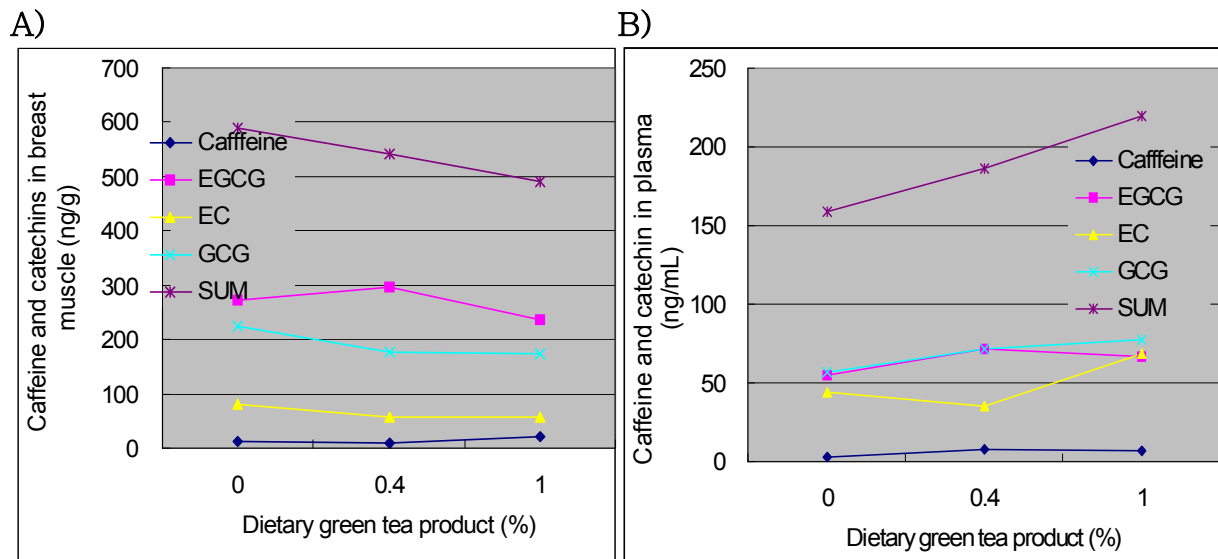 A)
Caffeine and catechins in breast
muscle (ng/g)
700
600
500
400
300
200
100
0
Cafffeine
EGCG
EC
GCG
SUM
0 0.4 1
Dietary green tea product (%)
B)
Caffeine and catechin in plasma
(ng/mL)
250
200
150
100
50
0
Cafffeine
EGCG
EC
GCG
SUM
0 0.4 1
Dietary green tea product (%)